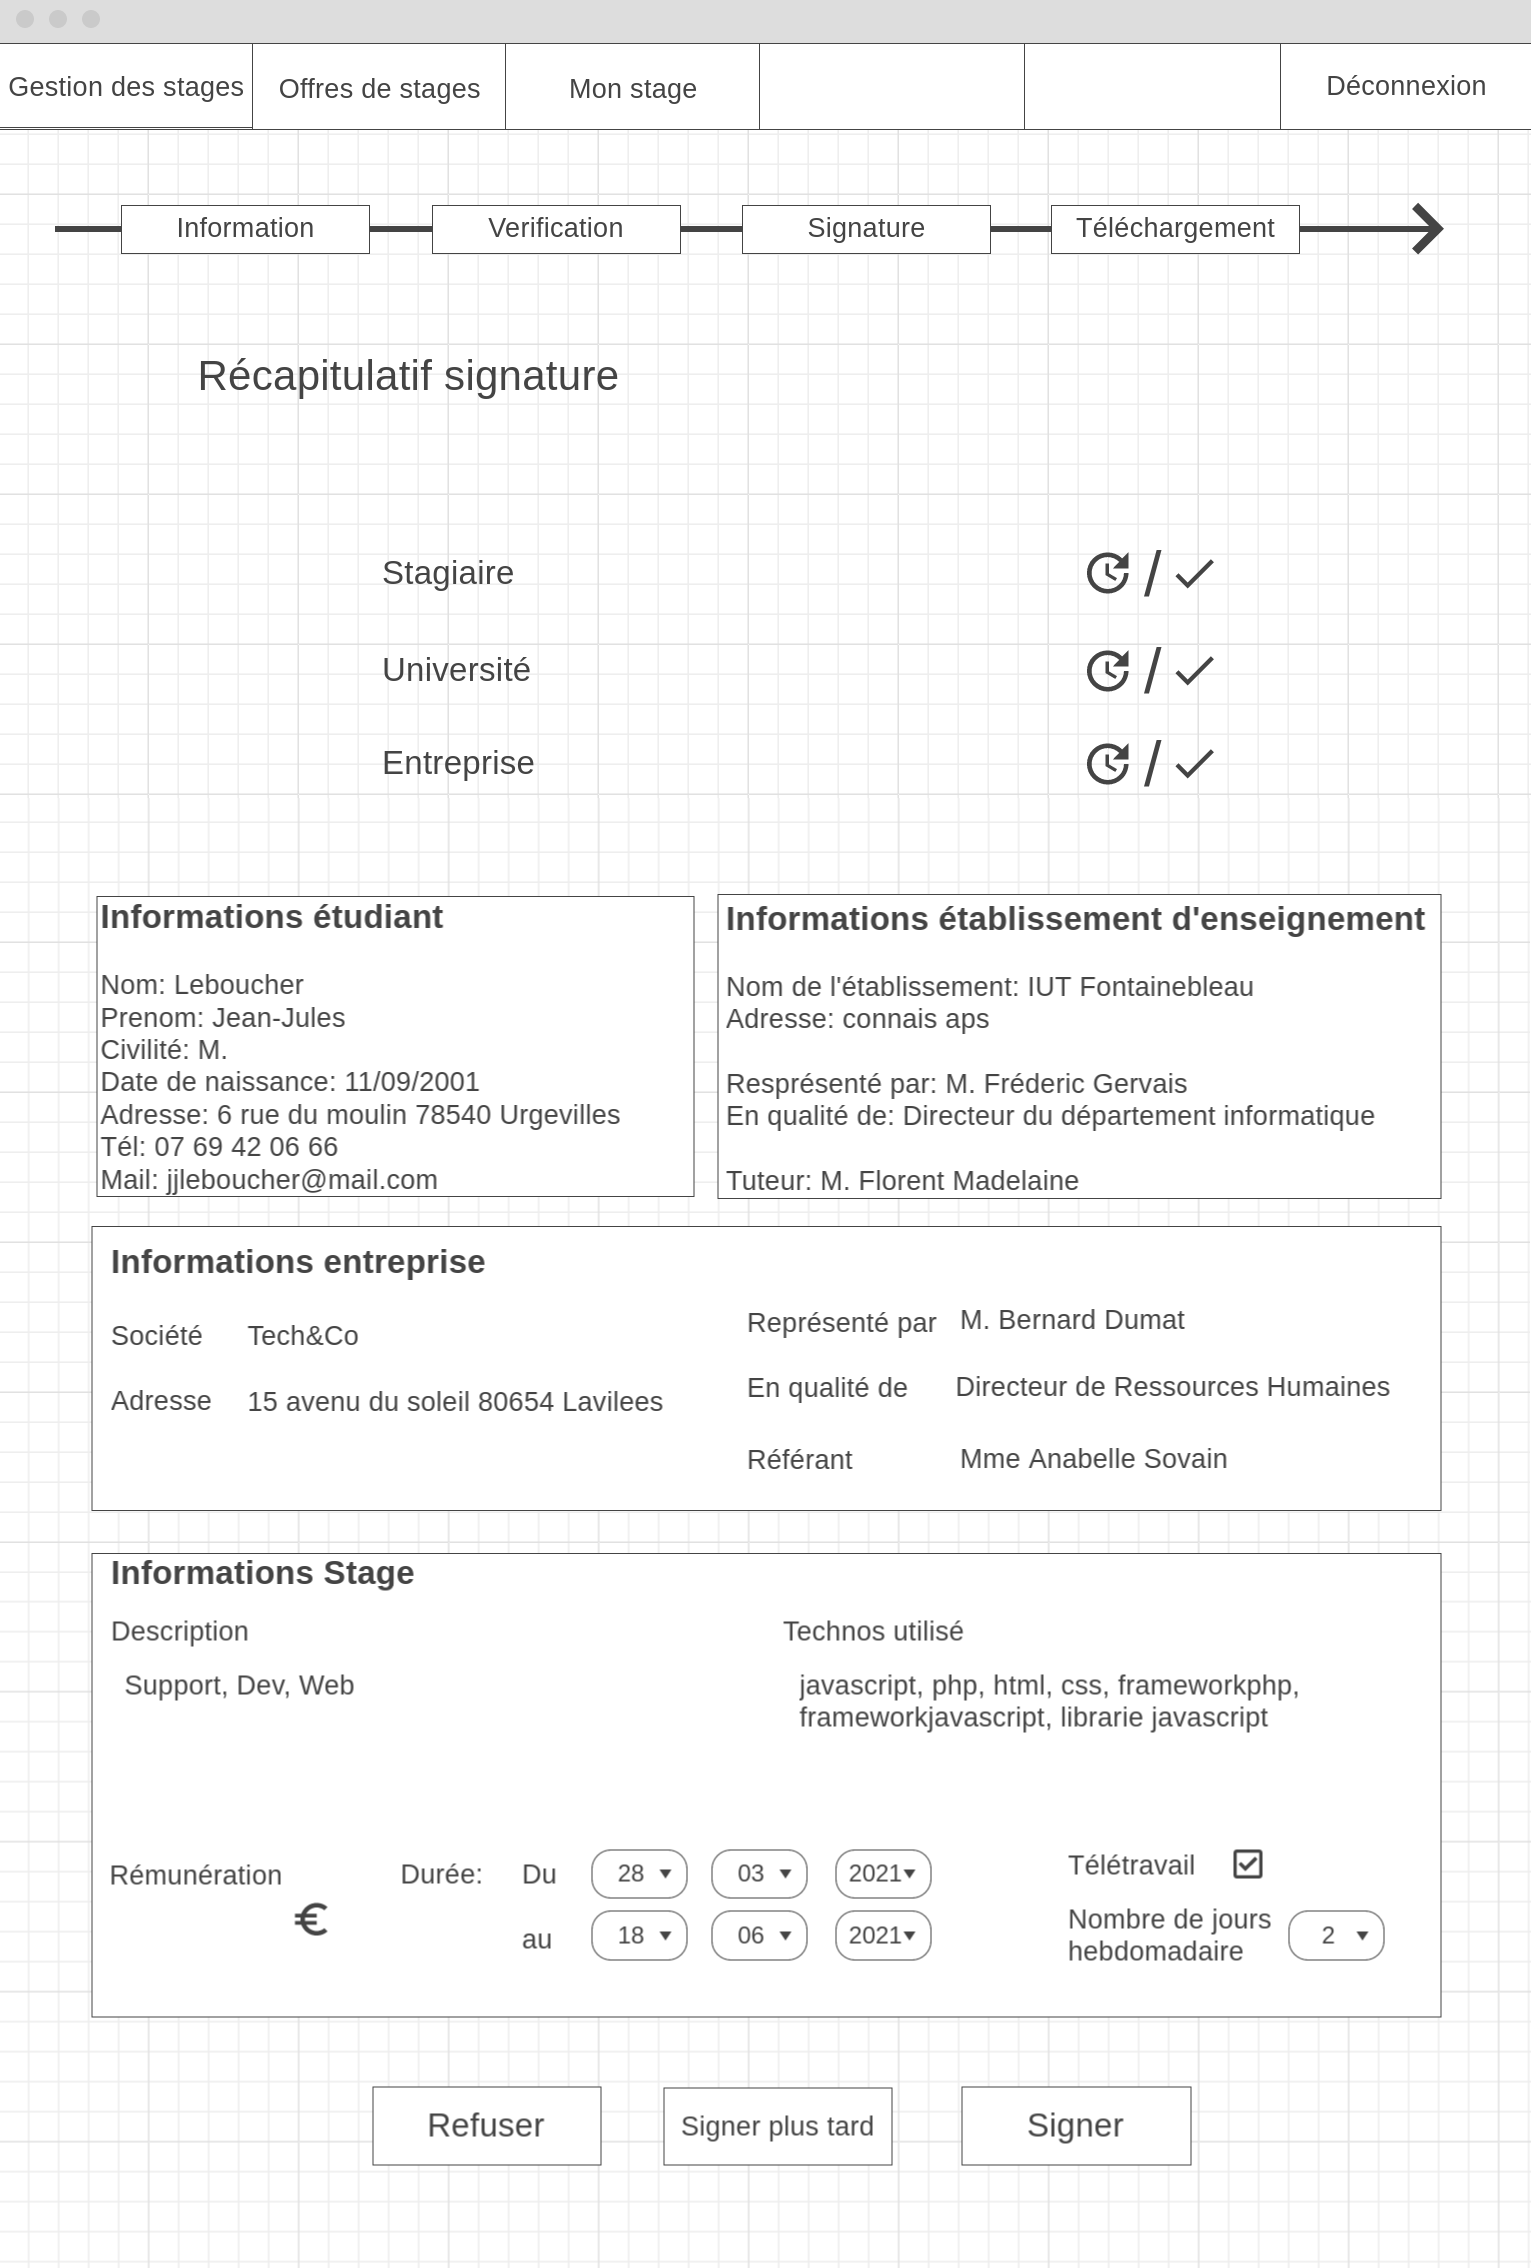 Gestion des stages
Offres de stages
Mon stage
Déconnexion
Information
Verification
Signature
Téléchargement
Récapitulatif signature
Stagiaire
/
Université
/
Entreprise
/
Informations étudiant
Nom: Leboucher
Prenom: Jean-Jules
Civilité: M.
Date de naissance: 11/09/2001
Adresse: 6 rue du moulin 78540 Urgevilles
Tél: 07 69 42 06 66
Mail: jjleboucher@mail.com
Informations établissement d'enseignement
Nom de l'établissement: IUT Fontainebleau
Adresse: connais aps
Resprésenté par: M. Fréderic Gervais
En qualité de: Directeur du département informatique
Tuteur: M. Florent Madelaine
Informations entreprise
Société Tech&Co
Adresse 15 avenu du soleil 80654 Lavilees
Représenté par M. Bernard Dumat
En qualité de Directeur de Ressources Humaines
Référant Mme Anabelle Sovain
Informations Stage
Description
Support, Dev, Web
Technos utilisé
javascript, php, html, css, frameworkphp,
frameworkjavascript, librarie javascript
Rémunération
€
Durée: Du 28 03 2021
au 18 06 2021
Télétravail
Nombre de jours
hebdomadaire 2
Refuser
Signer plus tard
Signer